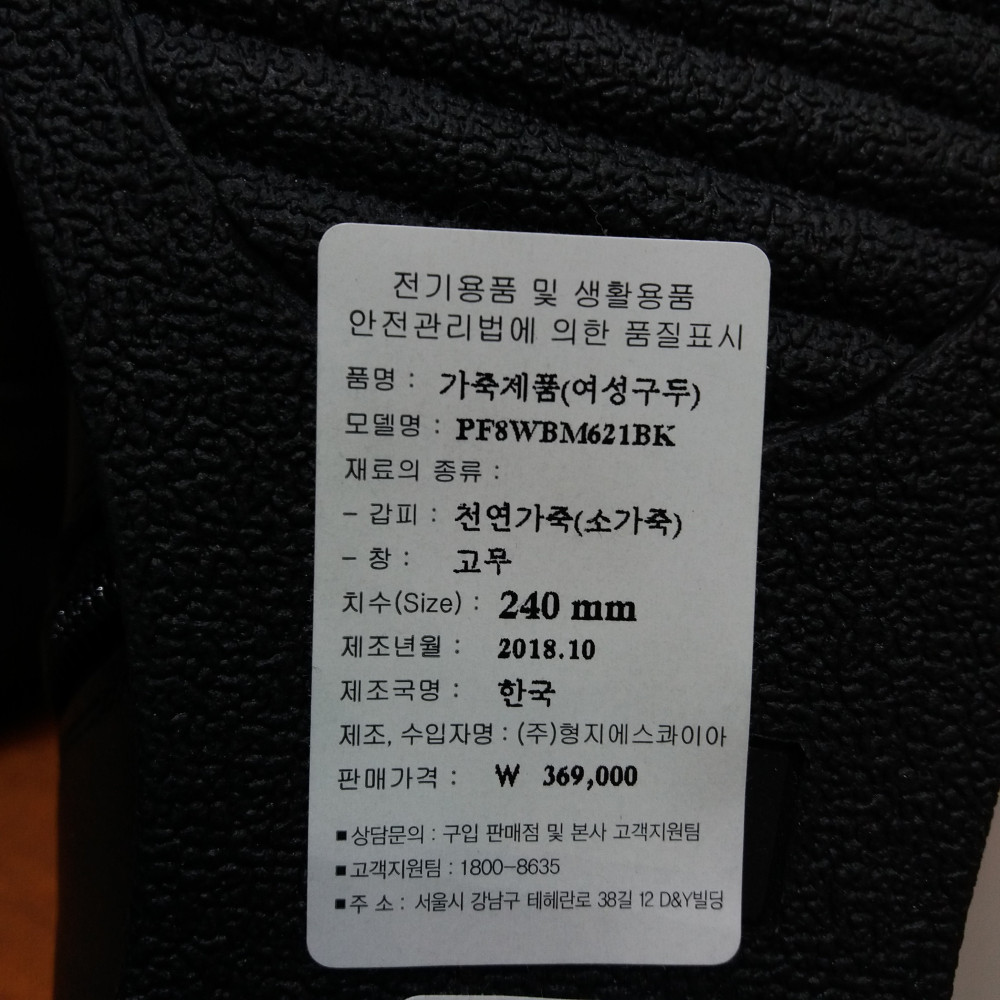 전기용품 및 생활용품
안전관리법에 의한 품질표시
품명 : 가죽제품(여성구두)
모델명 : PF8WBM621BK
재료의 종류 :
- 갑피 : 천연가죽(소가죽)
- 창 : 고무
치수(Size) : 240 mm
제조년월 : 2018.10
제조국명 : 한국
제조, 수입자명 : (주)형지에스콰이아
판매가격 : ₩ 369,000
■ 상담문의 : 구입 판매점 및 본사 고객지원팀
■ 고객지원팀 : 1800-8635
■ 주 소 : 서울시 강남구 테헤란로 38길 12 D&Y빌딩